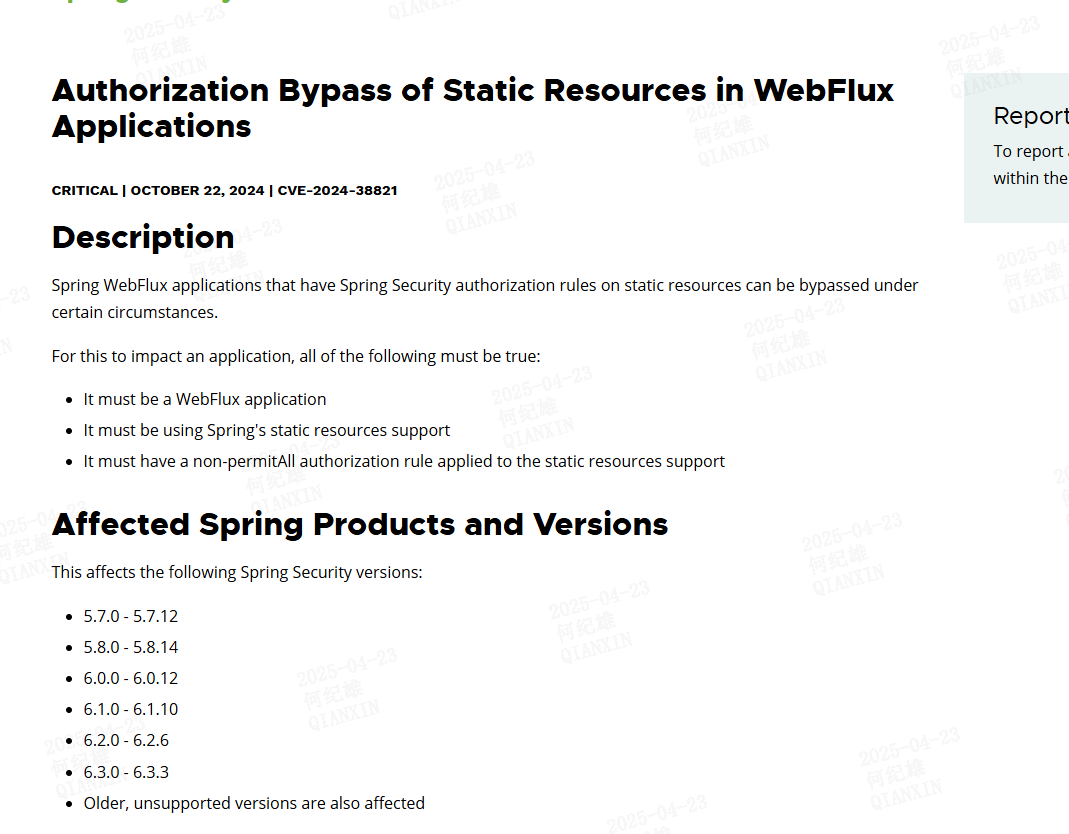 Authorization Bypass of Static Resources in WebFlux
Applications
CRITICAL | OCTOBER 22, 2024 | CVE-2024-38821
Report
To report
within the
Description
Spring WebFlux applications that have Spring Security authorization rules on static resources can be bypassed under
certain circumstances.
For this to impact an application, all of the following must be true:
It must be a WebFlux application
It must be using Spring's static resources support
It must have a non-permitAll authorization rule applied to the static resources support
Affected Spring Products and Versions
This affects the following Spring Security versions:
5.7.0 - 5.7.12
5.8.0 - 5.8.14
6.0.0 - 6.0.12
6.1.0 - 6.1.10
6.2.0 - 6.2.6
6.3.0 - 6.3.3
Older, unsupported versions are also affected
2025-04-23
何纪雄
QIANXIN